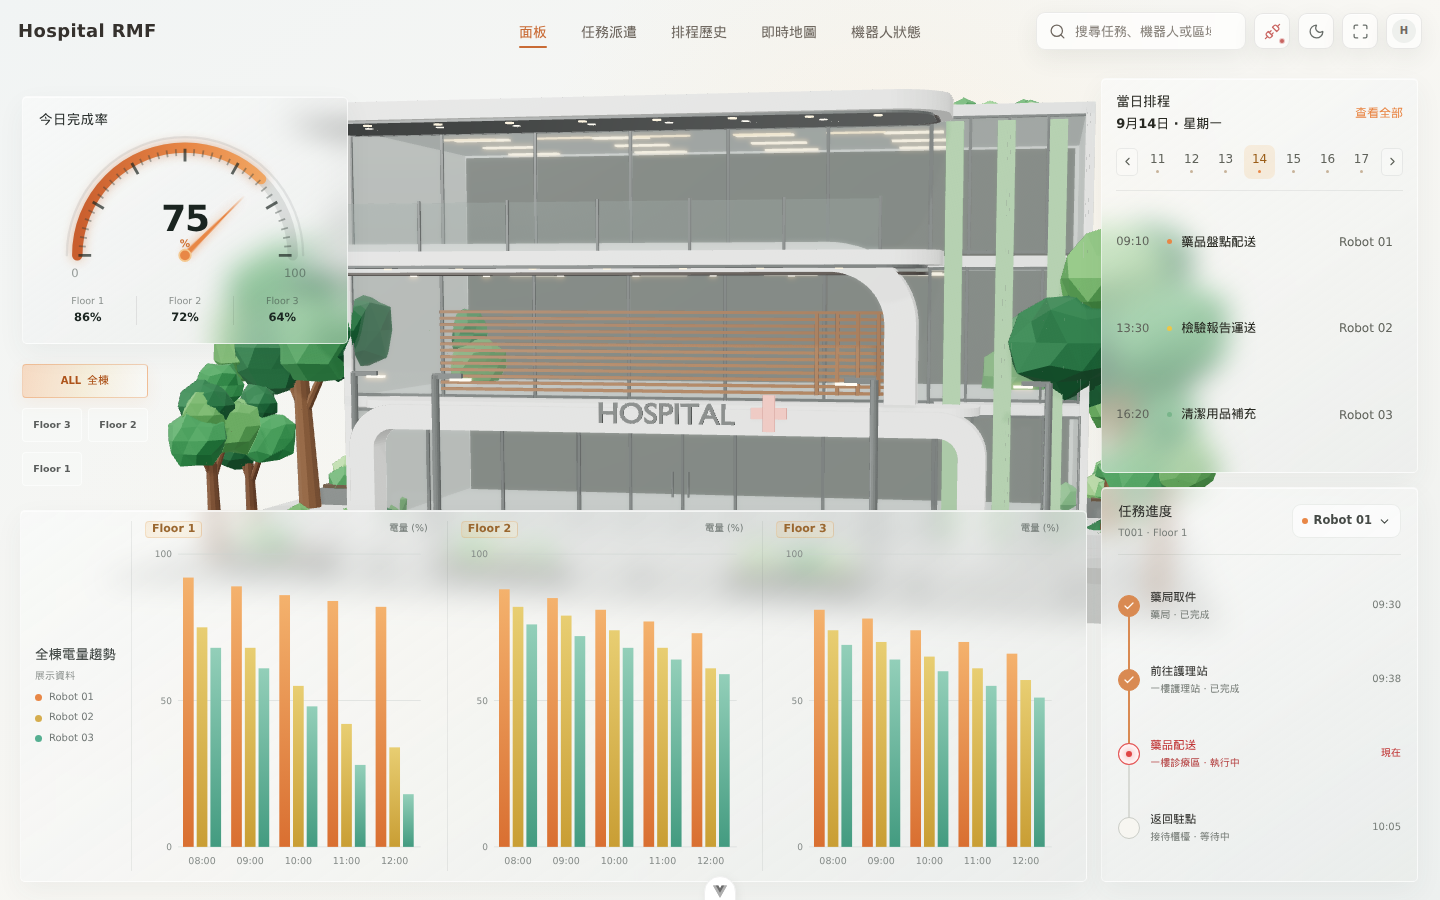 Hospital RMF
面板
任務派遣
排程歷史
即時地圖
機器人狀態
搜尋任務、機器人或區
H
今日完成率
75
%
0
100
Floor 1
Floor 2
Floor 3
86%
72%
64%
ALL 全棟
Floor 3
Floor 2
Floor 1
HOSPITAL
當日排程
9月14日・星期一
查看全部
11
12
13
14
15
16
17
09:10
藥品盤點配送
Robot 01
13:30
檢驗報告運送
Robot 02
16:20
清潔用品補充
Robot 03
全棟電量趨勢
展示資料
Robot 01
Robot 02
Robot 03
Floor 1
電量 (%)
100
50
0
08:00
09:00
10:00
11:00
12:00
Floor 2
電量 (%)
100
50
0
08:00
09:00
10:00
11:00
12:00
Floor 3
電量 (%)
100
50
0
08:00
09:00
10:00
11:00
12:00
任務進度
T001 · Floor 1
Robot 01
藥局取件
藥局 · 已完成
09:30
前往護理站
一樓護理站 · 已完成
09:38
藥品配送
一樓診療區 · 執行中
現在
返回駐點
接待櫃檯 · 等待中
10:05